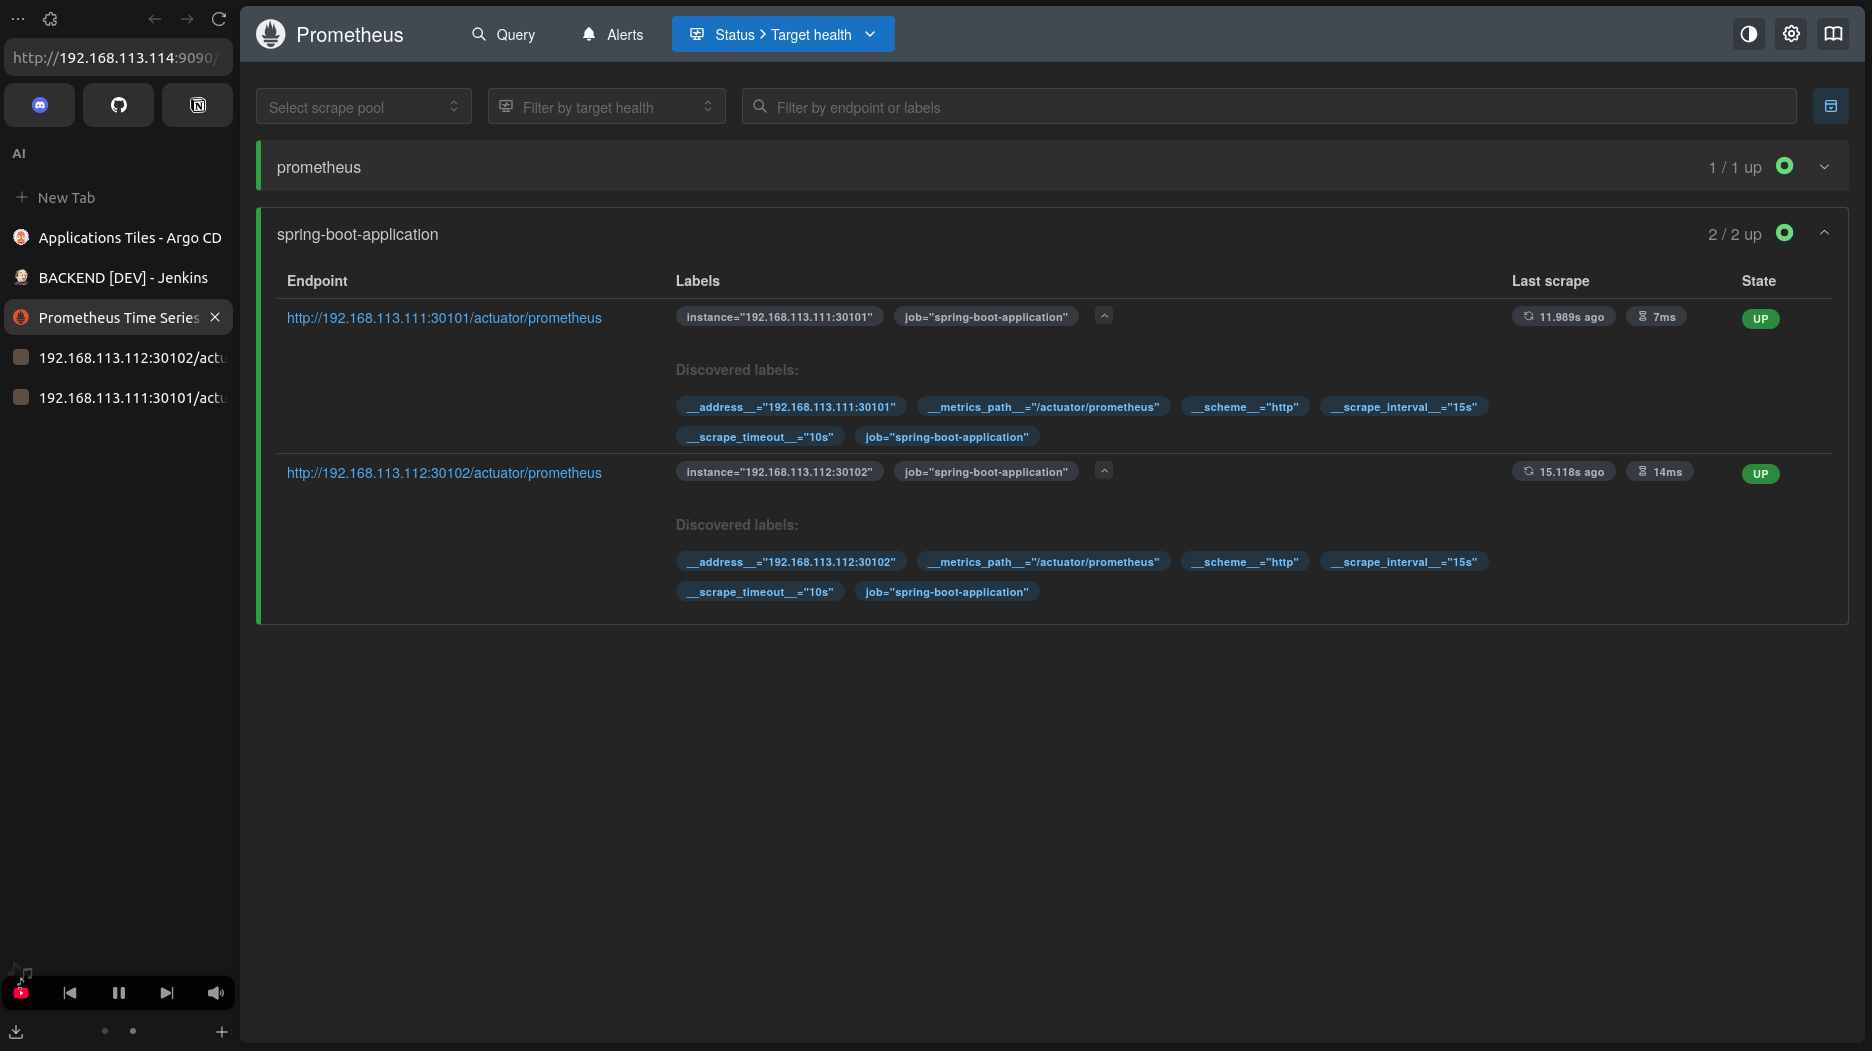 http://192.168.113.114:9090/
AI
New Tab
Applications Tiles - Argo CD
BACKEND [DEV] - Jenkins
Prometheus Time Series
192.168.113.112:30102/actu
192.168.113.111:30101/actu
Prometheus
Query
Alerts
Status > Target health
Select scrape pool
Filter by target health
Filter by endpoint or labels
prometheus 1 / 1 up
spring-boot-application 2 / 2 up
Endpoint Labels Last scrape State
http://192.168.113.111:30101/actuator/prometheus instance="192.168.113.111:30101" job="spring-boot-application" 11.989s ago 7ms UP
Discovered labels:
__address__="192.168.113.111:30101" __metrics_path__="/actuator/prometheus" __scheme__="http" __scrape_interval__="15s"
__scrape_timeout__="10s" job="spring-boot-application"
http://192.168.113.112:30102/actuator/prometheus instance="192.168.113.112:30102" job="spring-boot-application" 15.118s ago 14ms UP
Discovered labels:
__address__="192.168.113.112:30102" __metrics_path__="/actuator/prometheus" __scheme__="http" __scrape_interval__="15s"
__scrape_timeout__="10s" job="spring-boot-application"